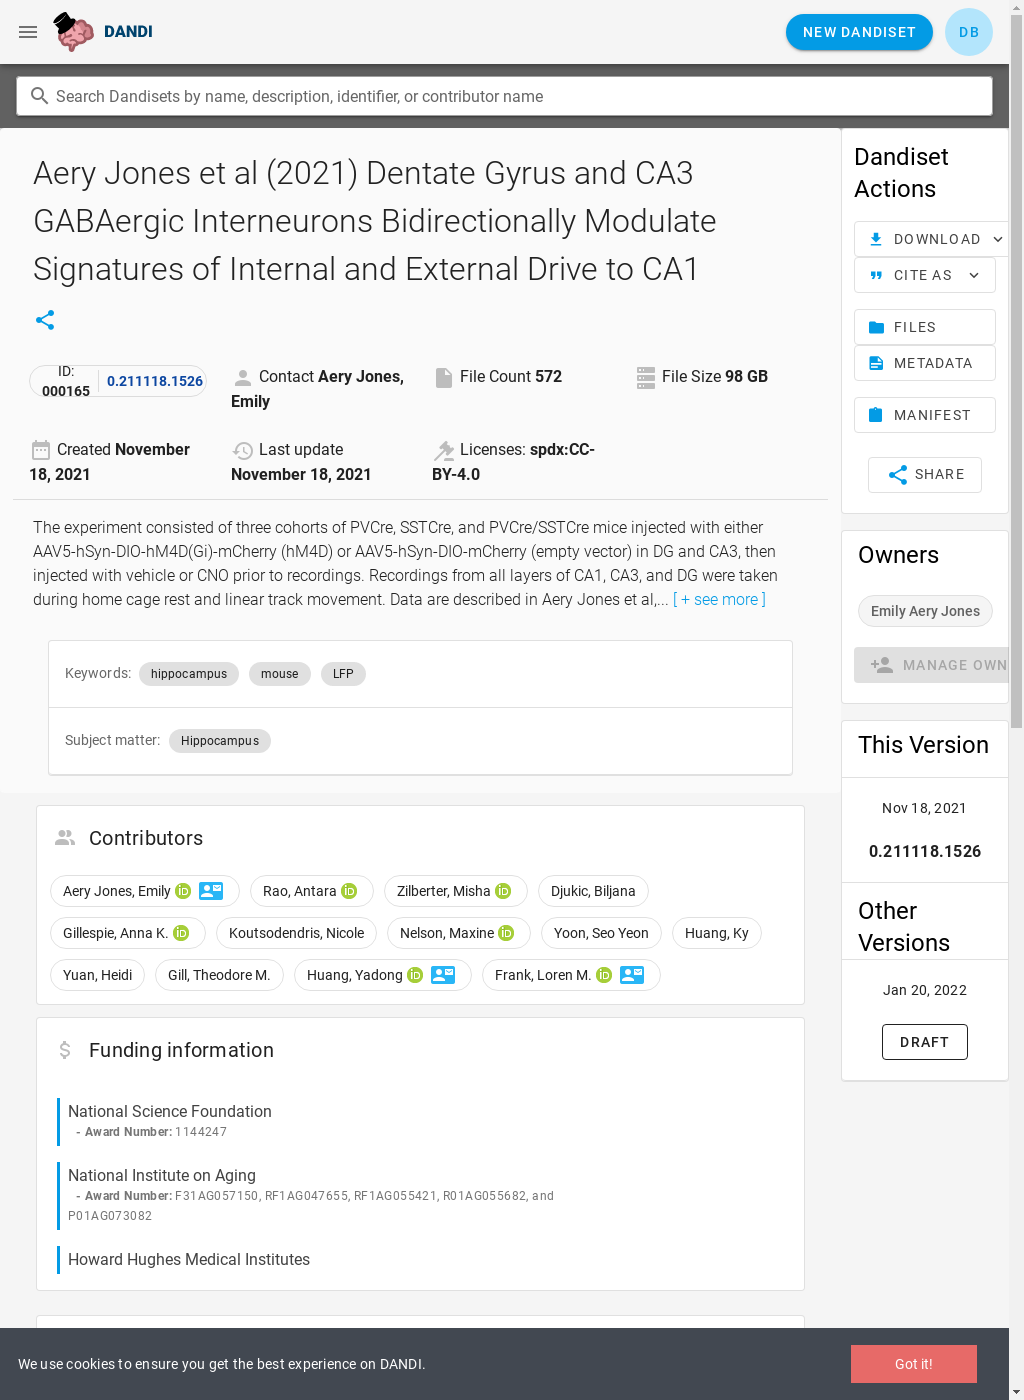 DANDI
NEW DANDISET
DB
Search Dandisets by name, description, identifier, or contributor name
Aery Jones et al (2021) Dentate Gyrus and CA3
GABAergic Interneurons Bidirectionally Modulate
Signatures of Internal and External Drive to CA1
ID:
000165
0.211118.1526
Contact Aery Jones,
Emily
File Count 572
File Size 98 GB
Created November
18, 2021
Last update
November 18, 2021
Licenses: spdx:CC-
BY-4.0
The experiment consisted of three cohorts of PVCre, SSTCre, and PVCre/SSTCre mice injected with either
AAV5-hSyn-DIO-hM4D(Gi)-mCherry (hM4D) or AAV5-hSyn-DIO-mCherry (empty vector) in DG and CA3, then
injected with vehicle or CNO prior to recordings. Recordings from all layers of CA1, CA3, and DG were taken
during home cage rest and linear track movement. Data are described in Aery Jones et al,... [ + see more ]
Keywords: hippocampus mouse LFP
Subject matter: Hippocampus
Contributors
Aery Jones, Emily iD Rao, Antara iD Zilberter, Misha iD Djukic, Biljana
Gillespie, Anna K. iD Koutsodendris, Nicole Nelson, Maxine iD Yoon, Seo Yeon Huang, Ky
Yuan, Heidi Gill, Theodore M. Huang, Yadong iD Frank, Loren M. iD
Funding information
National Science Foundation
- Award Number: 1144247
National Institute on Aging
- Award Number: F31AG057150, RF1AG047655, RF1AG055421, R01AG055682, and
P01AG073082
Howard Hughes Medical Institutes
Dandiset
Actions
DOWNLOAD
CITE AS
FILES
METADATA
MANIFEST
SHARE
Owners
Emily Aery Jones
MANAGE OWN
This Version
Nov 18, 2021
0.211118.1526
Other
Versions
Jan 20, 2022
DRAFT
We use cookies to ensure you get the best experience on DANDI.
Got it!